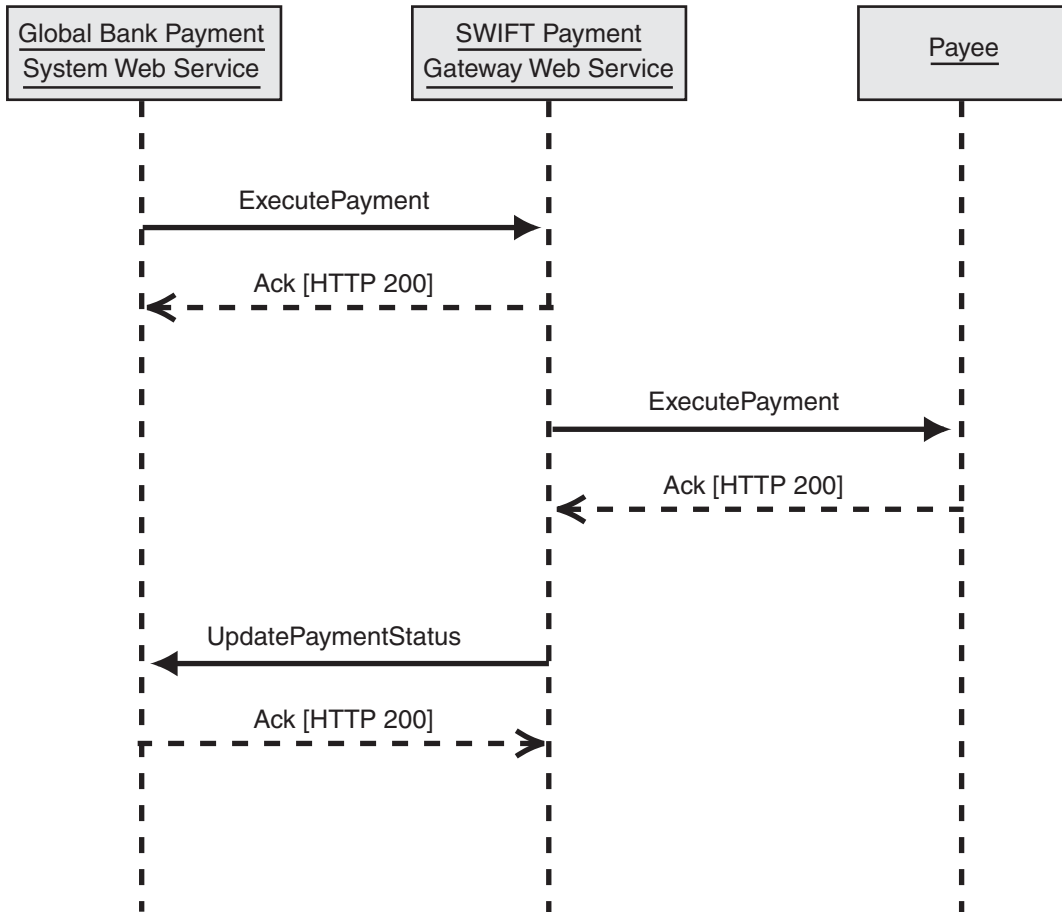 Global Bank Payment
System Web Service
SWIFT Payment
Gateway Web Service
Payee
ExecutePayment
Ack [HTTP 200]
ExecutePayment
Ack [HTTP 200]
UpdatePaymentStatus
Ack [HTTP 200]